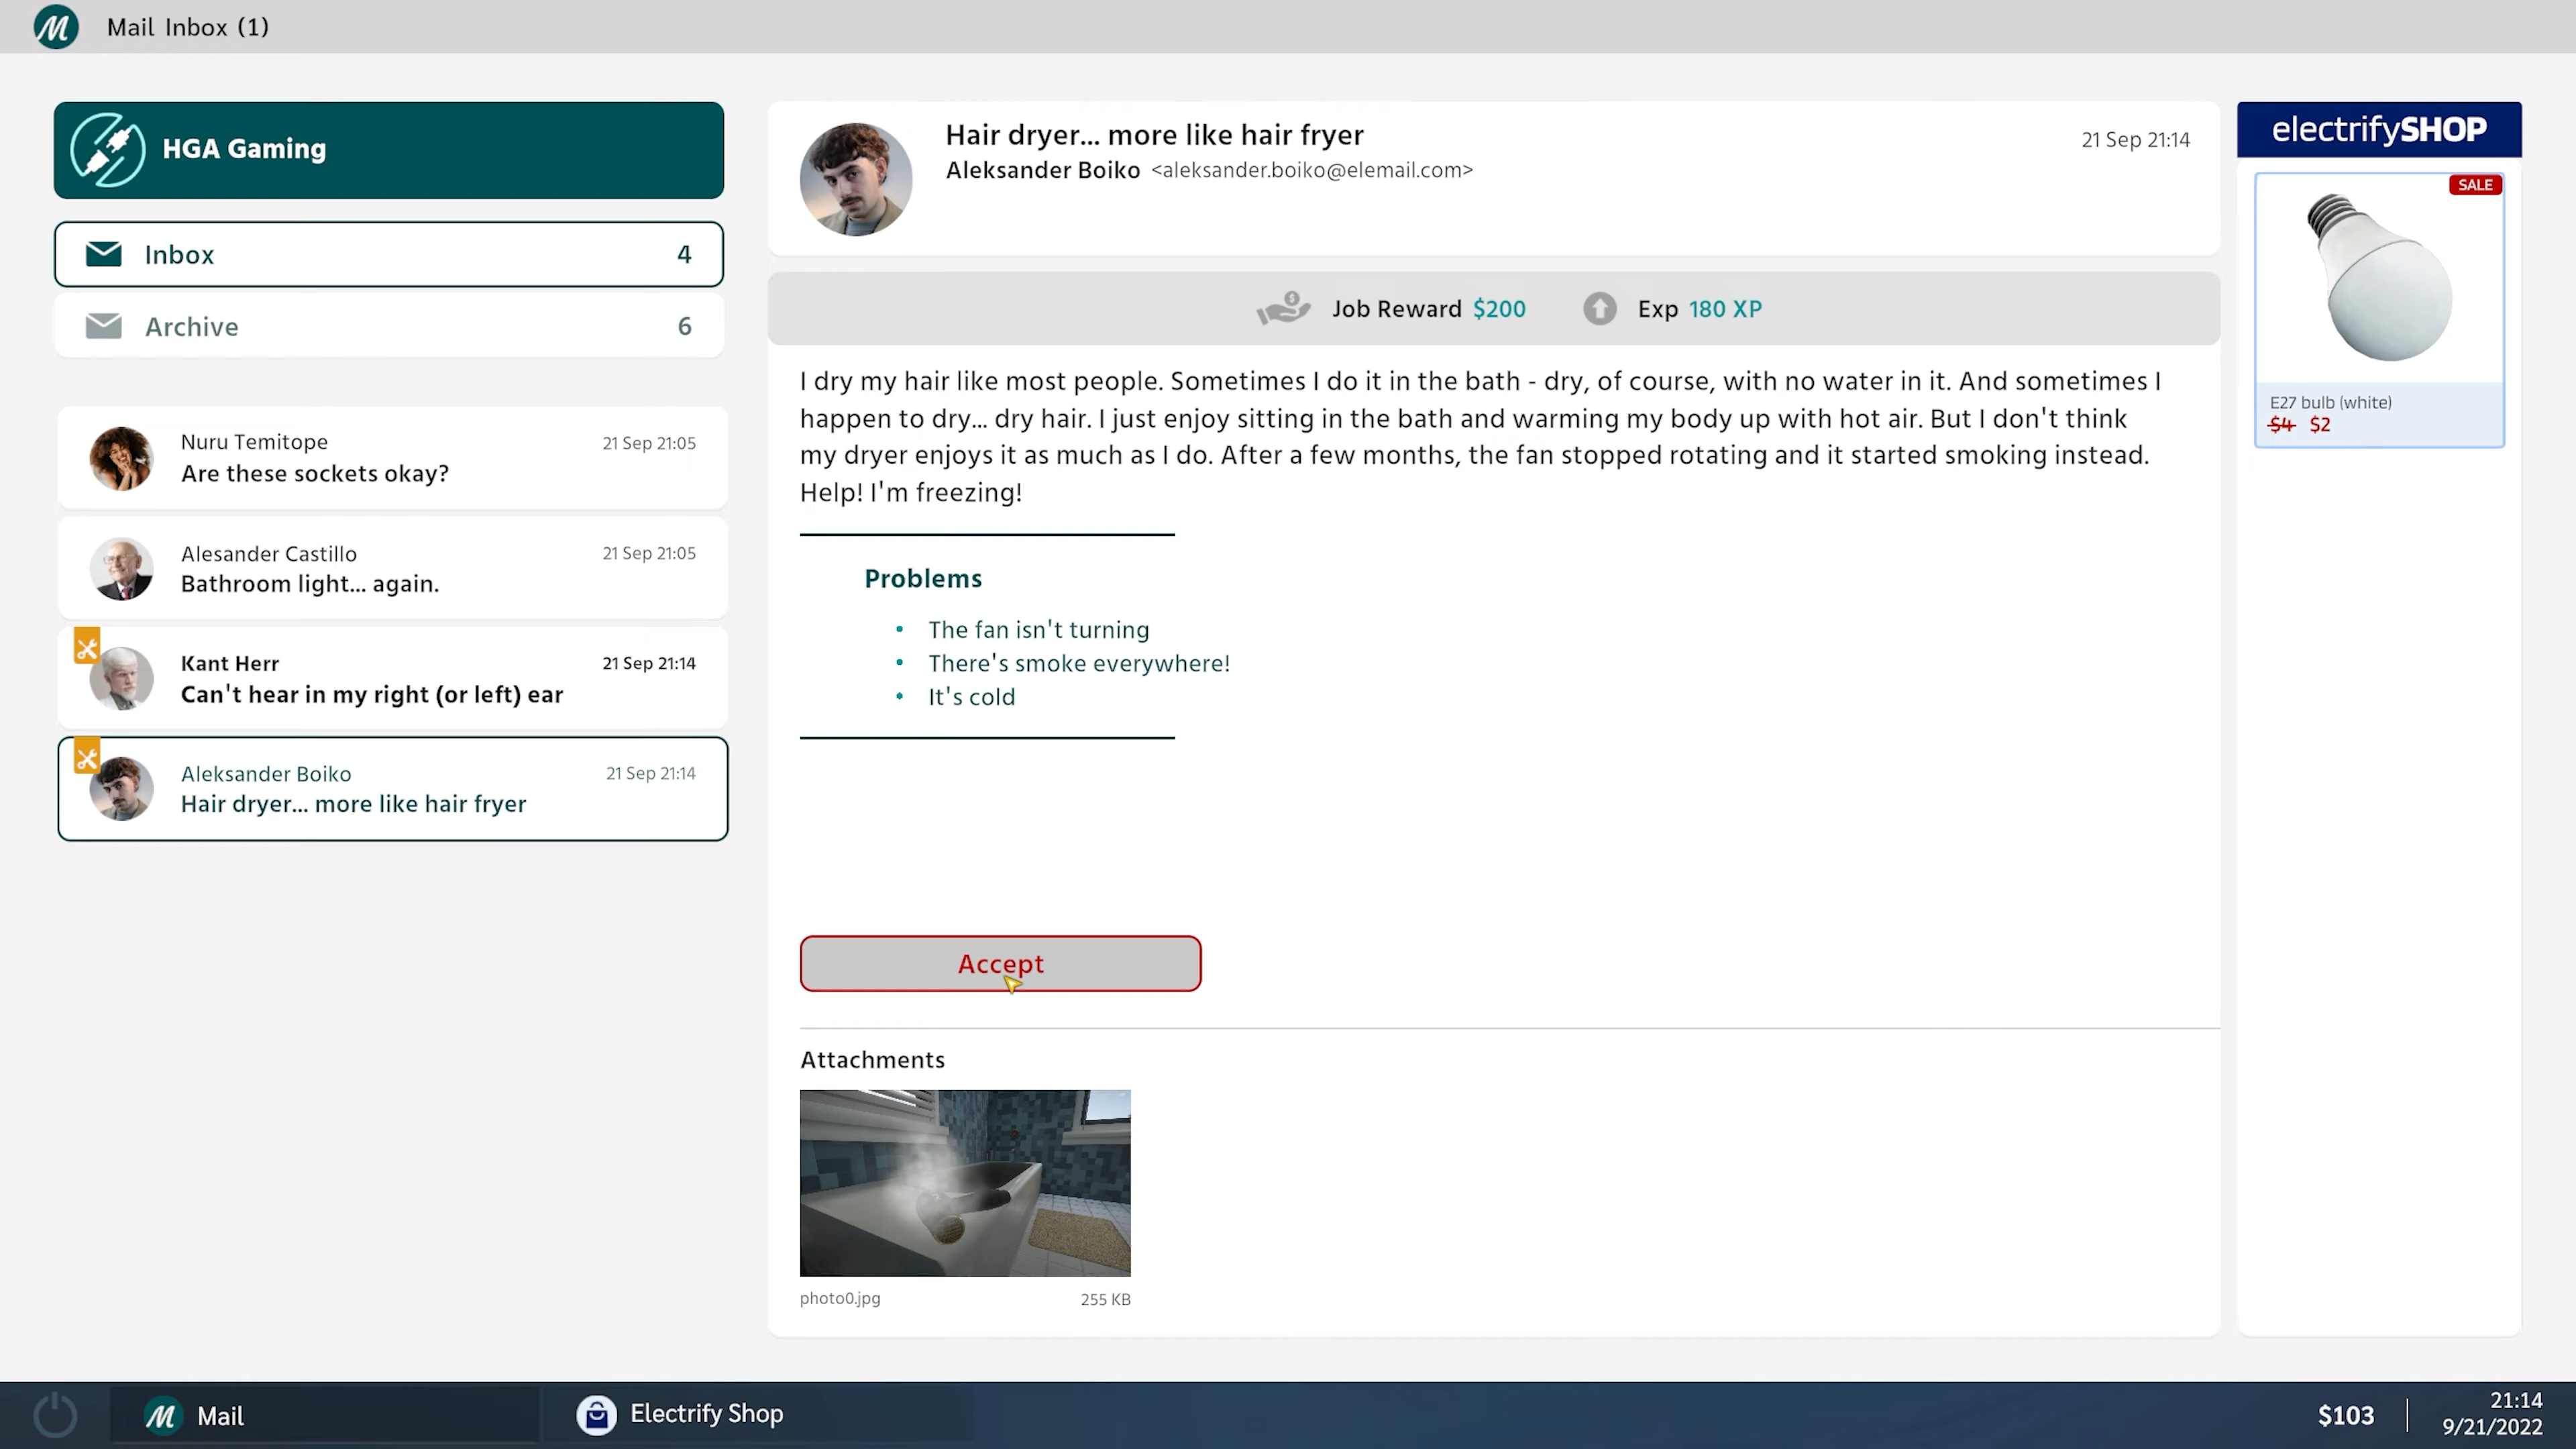 Mail Inbox (1)
HGA Gaming
Inbox 4
Archive 6
Nuru Temitope 21 Sep 21:05
Are these sockets okay?
Alesander Castillo 21 Sep 21:05
Bathroom light... again.
Kant Herr 21 Sep 21:14
Can't hear in my right (or left) ear
Aleksander Boiko 21 Sep 21:14
Hair dryer... more like hair fryer
Hair dryer... more like hair fryer 21 Sep 21:14
Aleksander Boiko <aleksander.boiko@elemail.com>
Job Reward $200 Exp 180 XP
I dry my hair like most people. Sometimes I do it in the bath - dry, of course, with no water in it. And sometimes I
happen to dry... dry hair. I just enjoy sitting in the bath and warming my body up with hot air. But I don't think
my dryer enjoys it as much as I do. After a few months, the fan stopped rotating and it started smoking instead.
Help! I'm freezing!
Problems
• The fan isn't turning
• There's smoke everywhere!
• It's cold
Accept
Attachments
photo0.jpg 255 KB
electrifySHOP
SALE
E27 bulb (white)
$4 $2
Mail
Electrify Shop
$103
21:14
9/21/2022